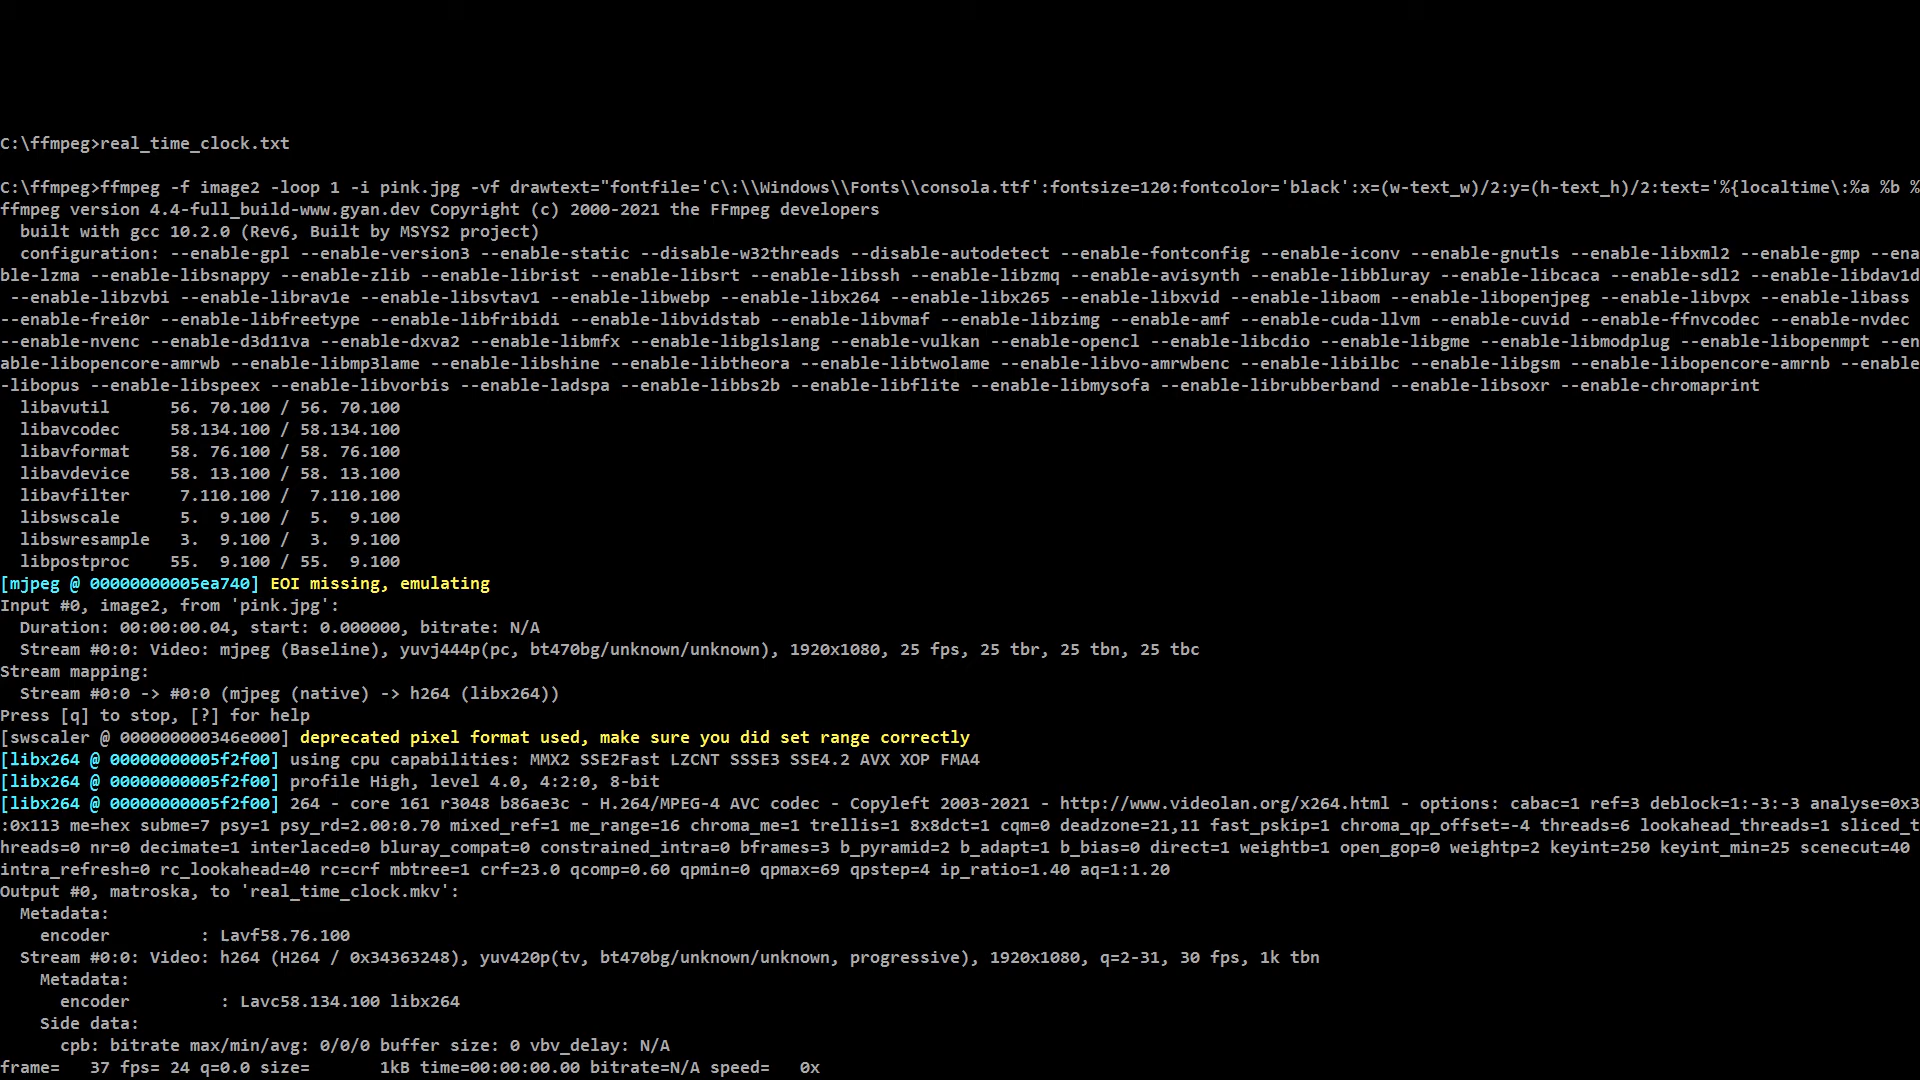 C:\ffmpeg>real_time_clock.txt
C:\ffmpeg>ffmpeg -f image2 -loop 1 -i pink.jpg -vf drawtext="fontfile='C\:\\Windows\\Fonts\\consola.ttf':fontsize=120:fontcolor='black':x=(w-text_w)/2:y=(h-text_h)/2:text='%{localtime\:%a %b %
ffmpeg version 4.4-full_build-www.gyan.dev Copyright (c) 2000-2021 the FFmpeg developers
  built with gcc 10.2.0 (Rev6, Built by MSYS2 project)
  configuration: --enable-gpl --enable-version3 --enable-static --disable-w32threads --disable-autodetect --enable-fontconfig --enable-iconv --enable-gnutls --enable-libxml2 --enable-gmp --ena
ble-lzma --enable-libsnappy --enable-zlib --enable-librist --enable-libsrt --enable-libssh --enable-libzmq --enable-avisynth --enable-libbluray --enable-libcaca --enable-sdl2 --enable-libdav1d
 --enable-libzvbi --enable-librav1e --enable-libsvtav1 --enable-libwebp --enable-libx264 --enable-libx265 --enable-libxvid --enable-libaom --enable-libopenjpeg --enable-libvpx --enable-libass
--enable-frei0r --enable-libfreetype --enable-libfribidi --enable-libvidstab --enable-libvmaf --enable-libzimg --enable-amf --enable-cuda-llvm --enable-cuvid --enable-ffnvcodec --enable-nvdec
--enable-nvenc --enable-d3d11va --enable-dxva2 --enable-libmfx --enable-libglslang --enable-vulkan --enable-opencl --enable-libcdio --enable-libgme --enable-libmodplug --enable-libopenmpt --en
able-libopencore-amrwb --enable-libmp3lame --enable-libshine --enable-libtheora --enable-libtwolame --enable-libvo-amrwbenc --enable-libilbc --enable-libgsm --enable-libopencore-amrnb --enable
-libopus --enable-libspeex --enable-libvorbis --enable-ladspa --enable-libbs2b --enable-libflite --enable-libmysofa --enable-librubberband --enable-libsoxr --enable-chromaprint
  libavutil      56. 70.100 / 56. 70.100
  libavcodec     58.134.100 / 58.134.100
  libavformat    58. 76.100 / 58. 76.100
  libavdevice    58. 13.100 / 58. 13.100
  libavfilter     7.110.100 /  7.110.100
  libswscale      5.  9.100 /  5.  9.100
  libswresample   3.  9.100 /  3.  9.100
  libpostproc    55.  9.100 / 55.  9.100
[mjpeg @ 00000000005ea740] EOI missing, emulating
Input #0, image2, from 'pink.jpg':
  Duration: 00:00:00.04, start: 0.000000, bitrate: N/A
  Stream #0:0: Video: mjpeg (Baseline), yuvj444p(pc, bt470bg/unknown/unknown), 1920x1080, 25 fps, 25 tbr, 25 tbn, 25 tbc
Stream mapping:
  Stream #0:0 -> #0:0 (mjpeg (native) -> h264 (libx264))
Press [q] to stop, [?] for help
[swscaler @ 000000000346e000] deprecated pixel format used, make sure you did set range correctly
[libx264 @ 00000000005f2f00] using cpu capabilities: MMX2 SSE2Fast LZCNT SSSE3 SSE4.2 AVX XOP FMA4
[libx264 @ 00000000005f2f00] profile High, level 4.0, 4:2:0, 8-bit
[libx264 @ 00000000005f2f00] 264 - core 161 r3048 b86ae3c - H.264/MPEG-4 AVC codec - Copyleft 2003-2021 - http://www.videolan.org/x264.html - options: cabac=1 ref=3 deblock=1:-3:-3 analyse=0x3
:0x113 me=hex subme=7 psy=1 psy_rd=2.00:0.70 mixed_ref=1 me_range=16 chroma_me=1 trellis=1 8x8dct=1 cqm=0 deadzone=21,11 fast_pskip=1 chroma_qp_offset=-4 threads=6 lookahead_threads=1 sliced_t
hreads=0 nr=0 decimate=1 interlaced=0 bluray_compat=0 constrained_intra=0 bframes=3 b_pyramid=2 b_adapt=1 b_bias=0 direct=1 weightb=1 open_gop=0 weightp=2 keyint=250 keyint_min=25 scenecut=40
intra_refresh=0 rc_lookahead=40 rc=crf mbtree=1 crf=23.0 qcomp=0.60 qpmin=0 qpmax=69 qpstep=4 ip_ratio=1.40 aq=1:1.20
Output #0, matroska, to 'real_time_clock.mkv':
  Metadata:
    encoder         : Lavf58.76.100
  Stream #0:0: Video: h264 (H264 / 0x34363248), yuv420p(tv, bt470bg/unknown/unknown, progressive), 1920x1080, q=2-31, 30 fps, 1k tbn
    Metadata:
      encoder         : Lavc58.134.100 libx264
    Side data:
      cpb: bitrate max/min/avg: 0/0/0 buffer size: 0 vbv_delay: N/A
frame=   37 fps= 24 q=0.0 size=       1kB time=00:00:00.00 bitrate=N/A speed=   0x